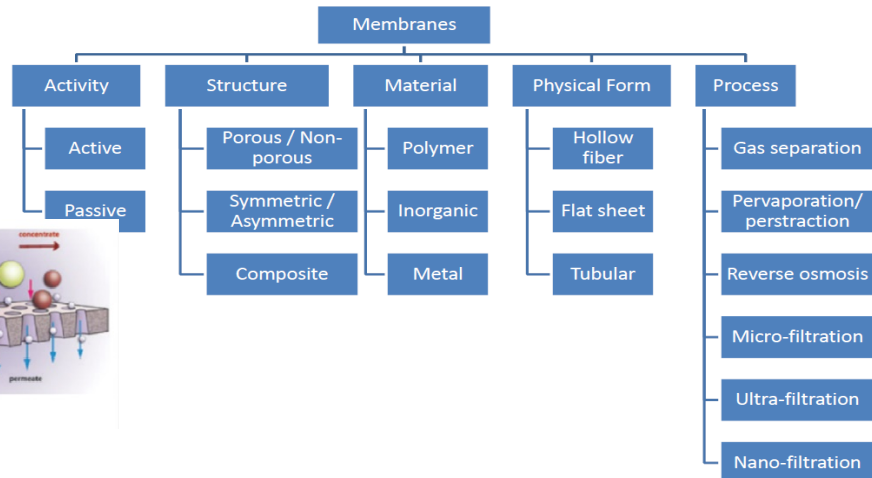 Membranes
Activity
Active
Passive
concentrate
permeate
Structure
Porous / Non-
porous
Symmetric /
Asymmetric
Composite
Material
Polymer
Inorganic
Metal
Physical Form
Hollow
fiber
Flat sheet
Tubular
Process
Gas separation
Pervaporation/
perstraction
Reverse osmosis
Micro-filtration
Ultra-filtration
Nano-filtration